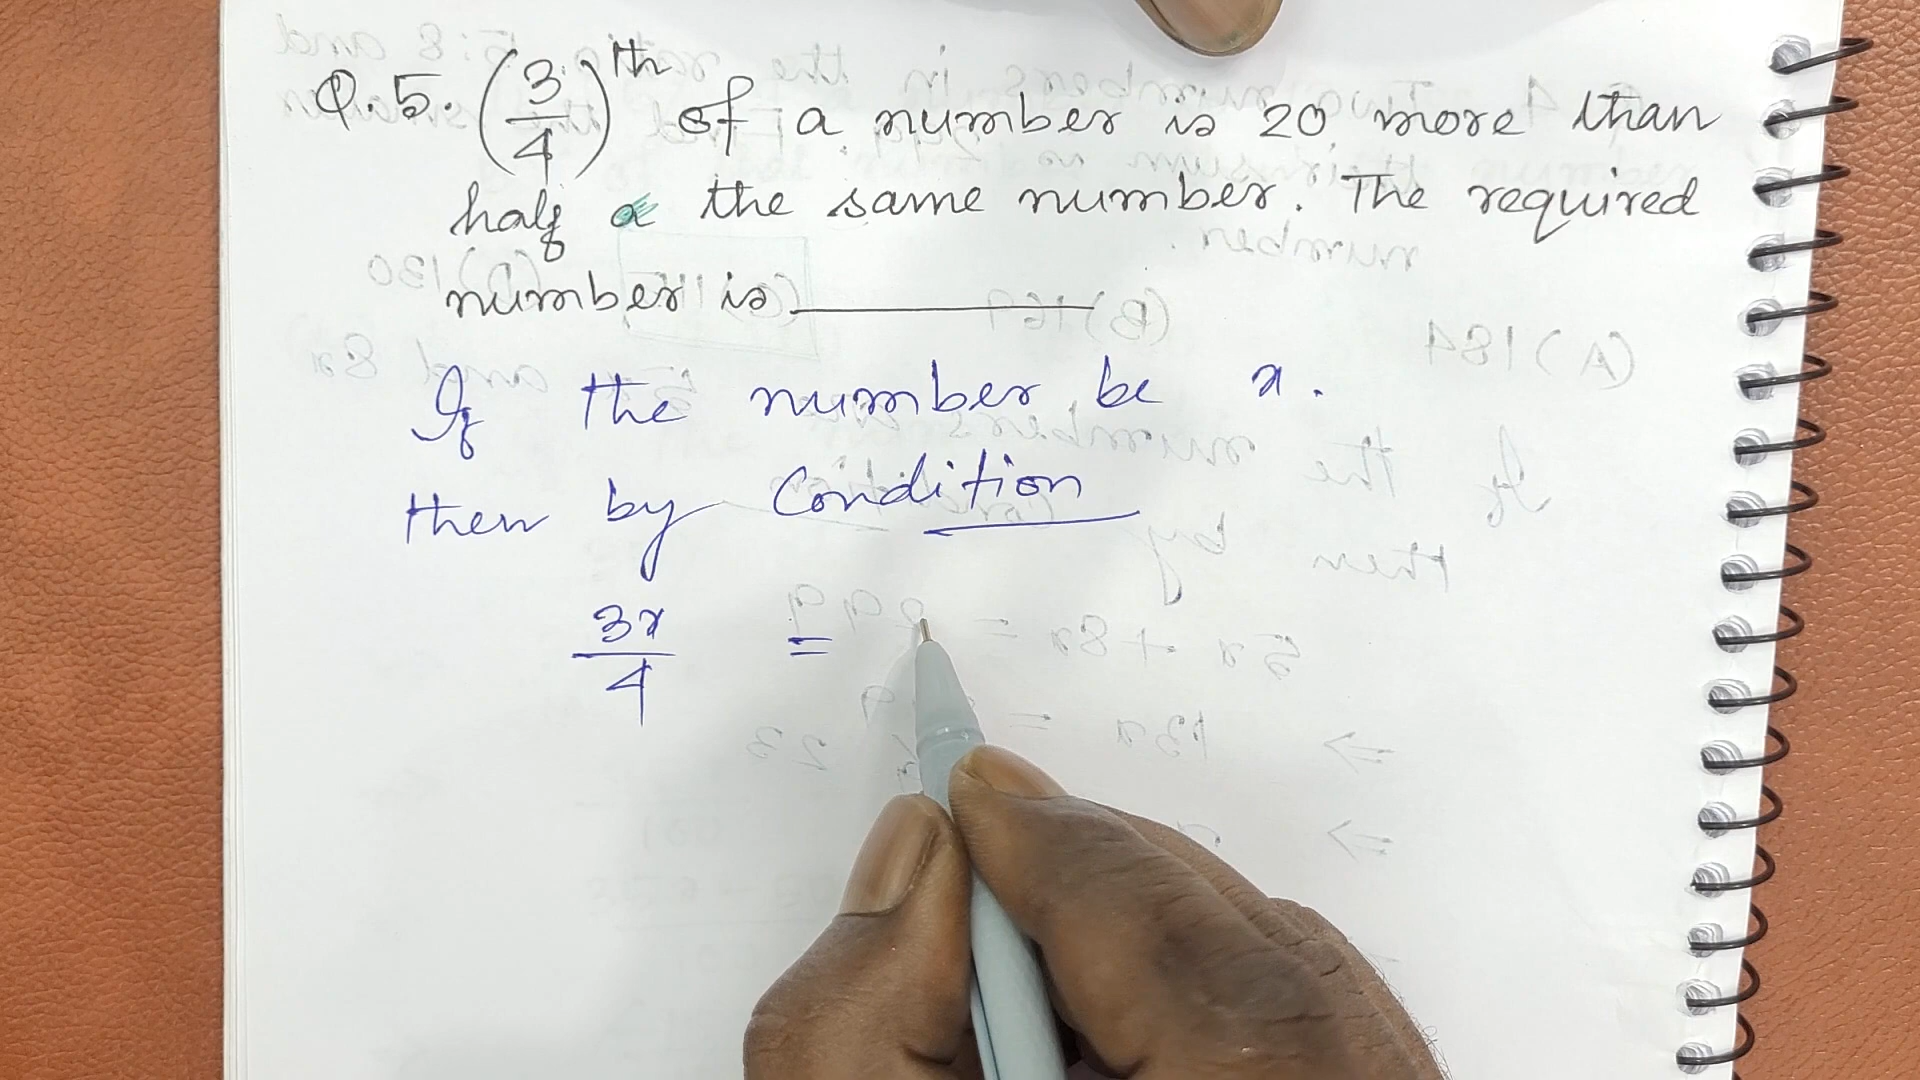 Q.5. (3/4)th of a number is 20 more than
half the same number. The required
number is ________
If the number be x.
then by Condition
3x/4 =